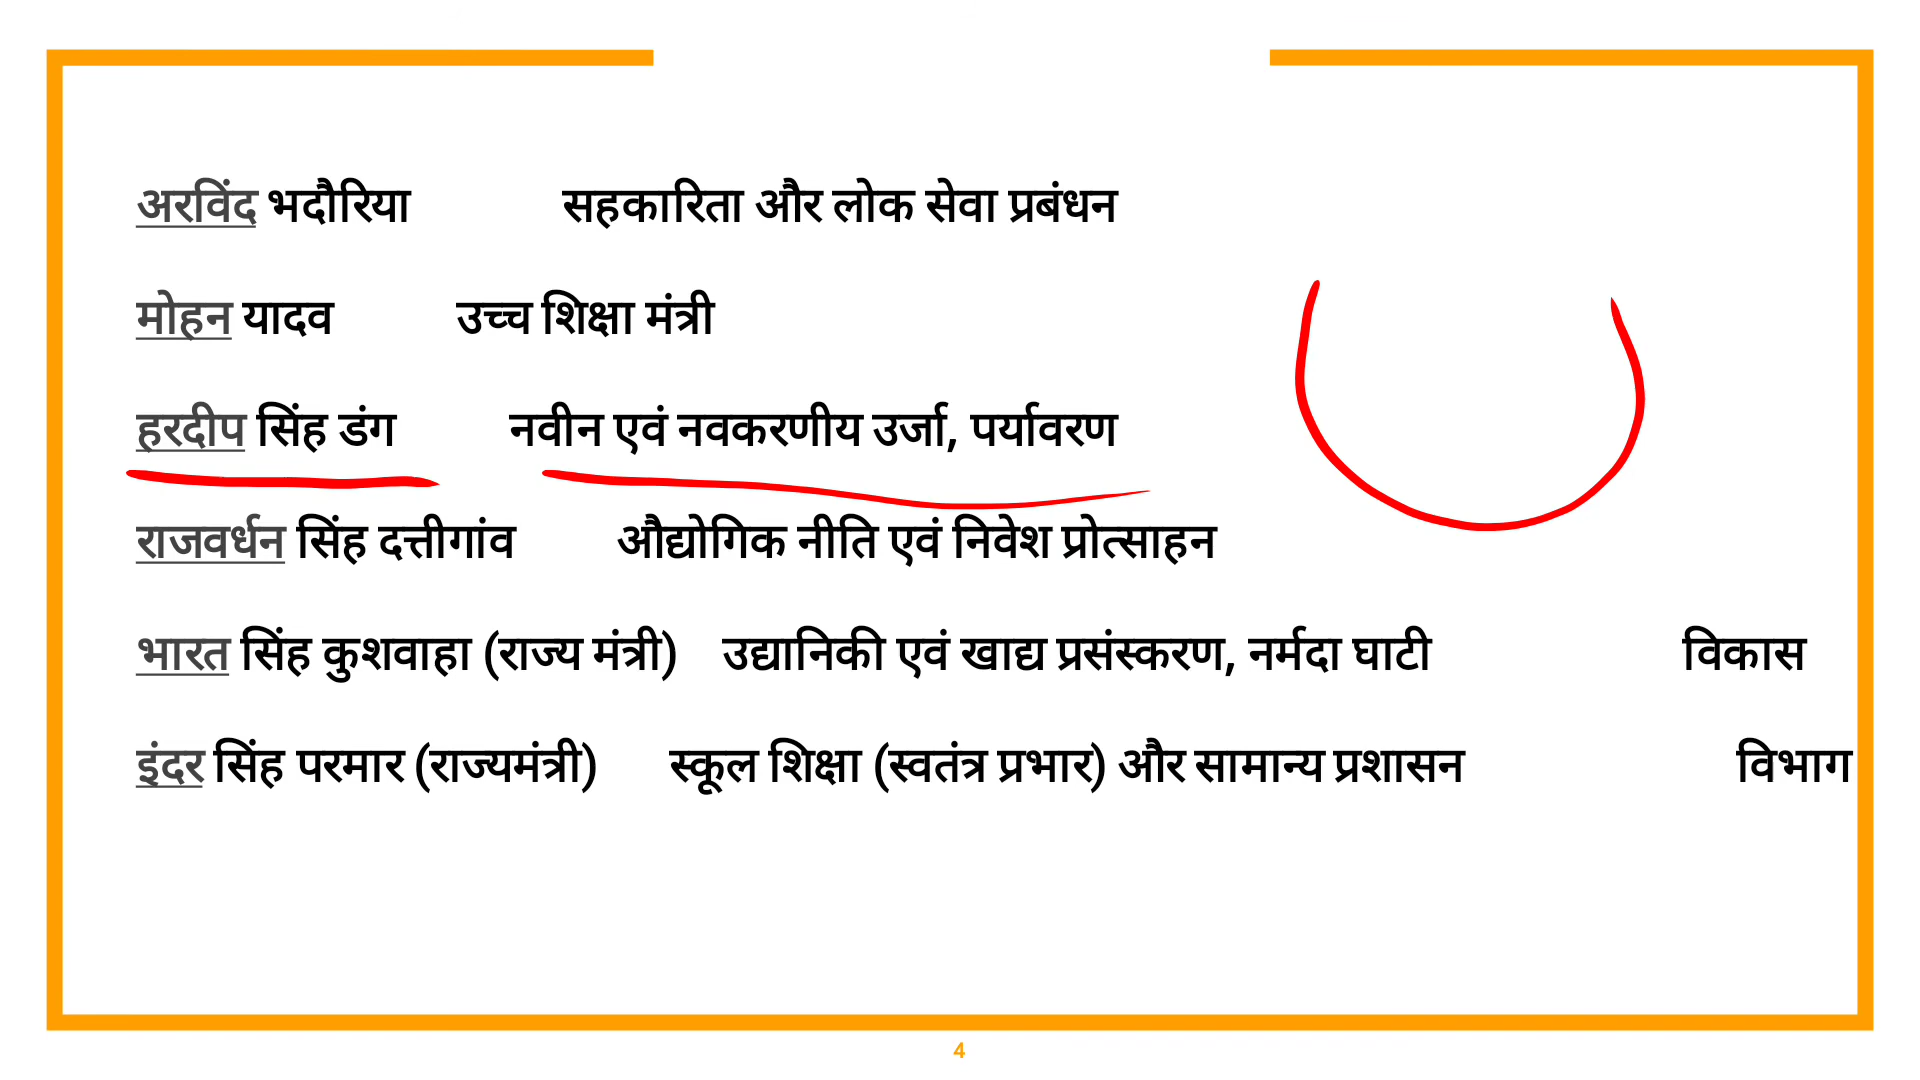 अरविंद भदौरिया सहकारिता और लोक सेवा प्रबंधन
मोहन यादव उच्च शिक्षा मंत्री
हरदीप सिंह डंग नवीन एवं नवकरणीय उर्जा, पर्यावरण
राजवर्धन सिंह दत्तीगांव औद्योगिक नीति एवं निवेश प्रोत्साहन
भारत सिंह कुशवाहा (राज्य मंत्री) उद्यानिकी एवं खाद्य प्रसंस्करण, नर्मदा घाटी विकास
इंदर सिंह परमार (राज्यमंत्री) स्कूल शिक्षा (स्वतंत्र प्रभार) और सामान्य प्रशासन विभाग
4